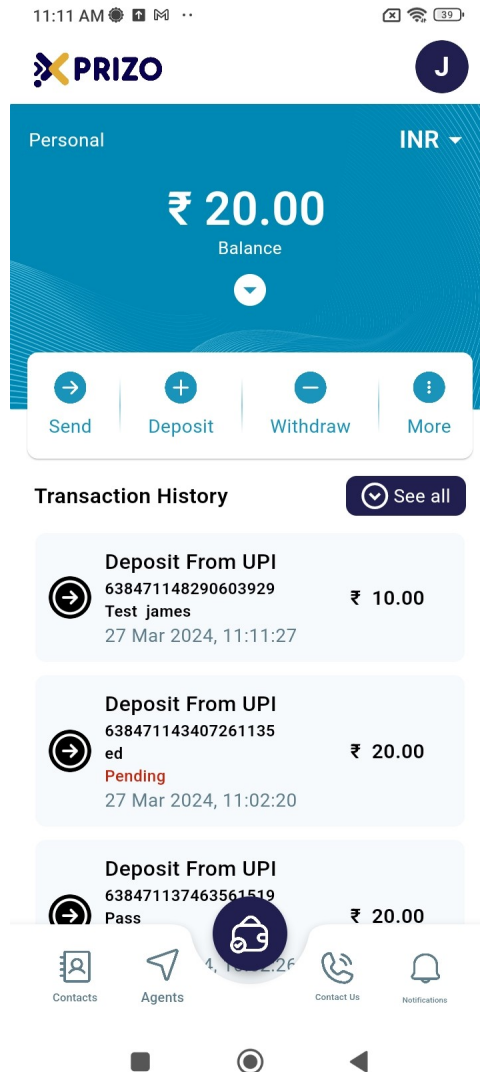 11:11 AM
39
XPRIZO
J
Personal
INR
₹ 20.00
Balance
Send
Deposit
Withdraw
More
Transaction History
See all
Deposit From UPI
638471148290603929
Test james
₹ 10.00
27 Mar 2024, 11:11:27
Deposit From UPI
638471143407261135
ed
₹ 20.00
Pending
27 Mar 2024, 11:02:20
Deposit From UPI
638471137463561519
Pass
₹ 20.00
Contacts
Agents
Contact Us
Notifications